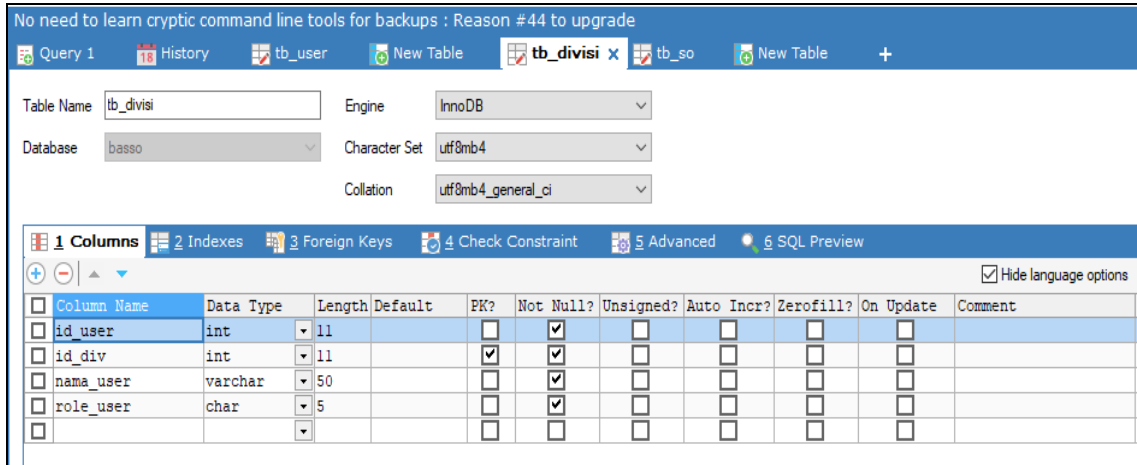 No need to learn cryptic command line tools for backups : Reason #44 to upgrade
Query 1 18 History tb_user New Table tb_divisi x tb_so New Table +
Table Name tb_divisi Engine InnoDB
Database basso Character Set utf8mb4
Collation utf8mb4_general_ci
1 Columns 2 Indexes 3 Foreign Keys 4 Check Constraint 5 Advanced 6 SQL Preview
Hide language options
Column Name Data Type Length Default PK? Not Null? Unsigned? Auto Incr? Zerofill? On Update Comment
id_user int 11
id_div int 11
nama_user varchar 50
role_user char 5